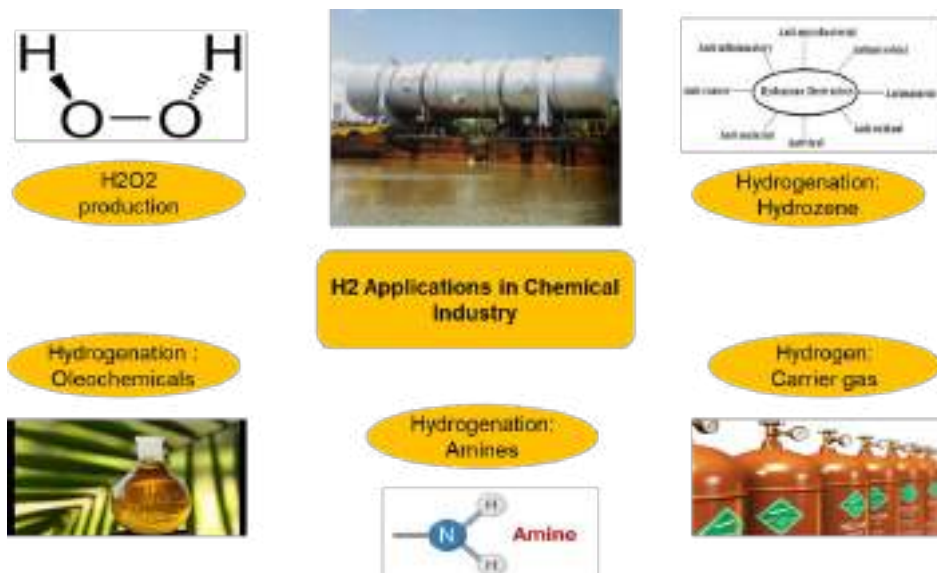 H H
O O
H2O2
production
Hydrogenation:
Hydrozene
H2 Applications in Chemical
Industry
Hydrogenation :
Oleochemicals
Hydrogen:
Carrier gas
Hydrogenation:
Amines
H
N
Amine
H